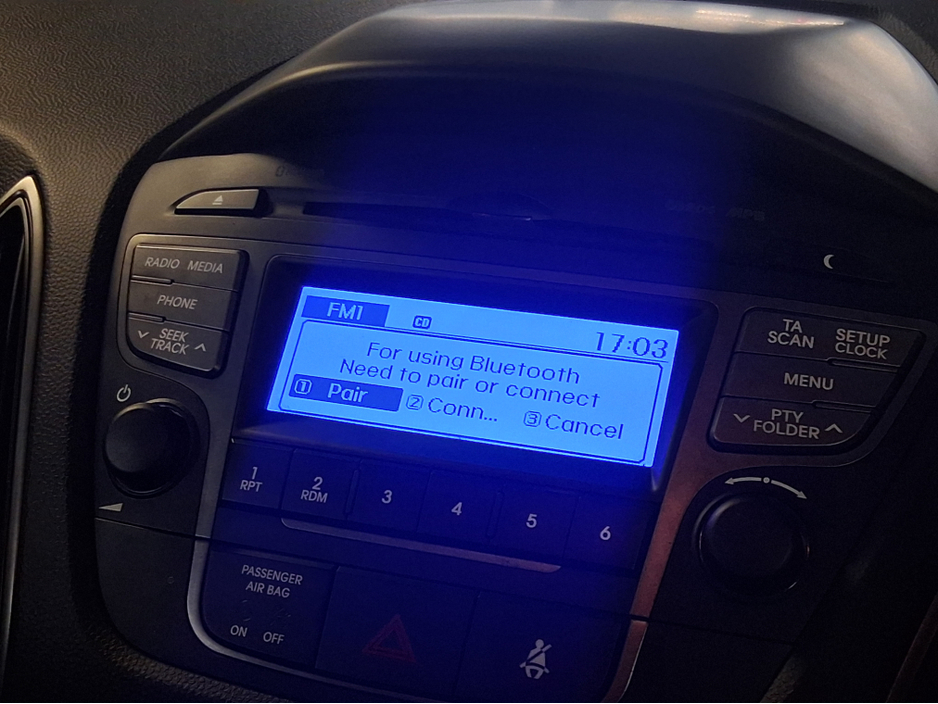 RADIO MEDIA
PHONE
SEEK
TRACK
FM1
CD
17:03
For using Bluetooth
Need to pair or connect
1 Pair
2 Conn...
3 Cancel
TA
SCAN
SETUP
CLOCK
MENU
PTY
FOLDER
1
RPT
2
RDM
3
4
5
6
PASSENGER
AIR BAG
ON OFF